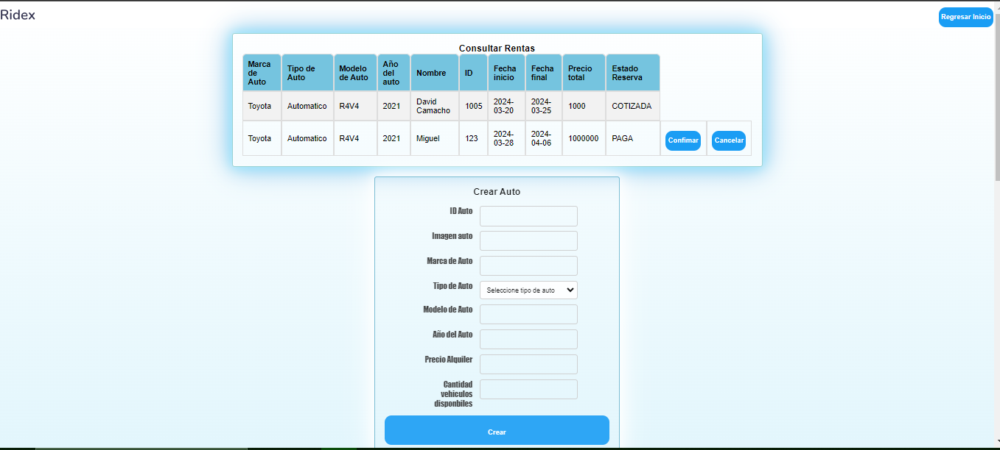 Ridex
Regresar Inicio
Consultar Rentas
Marca de Auto Tipo de Auto Modelo de Auto Año del auto Nombre ID Fecha inicio Fecha final Precio total Estado Reserva
Toyota Automatico R4V4 2021 David Camacho 1005 2024-03-20 2024-03-25 1000 COTIZADA
Toyota Automatico R4V4 2021 Miguel 123 2024-03-28 2024-04-06 1000000 PAGA Confimar Cancelar
Crear Auto
ID Auto
Imagen auto
Marca de Auto
Tipo de Auto Seleccione tipo de auto
Modelo de Auto
Año del Auto
Precio Alquiler
Cantidad
vehiculos
disponbiles
Crear